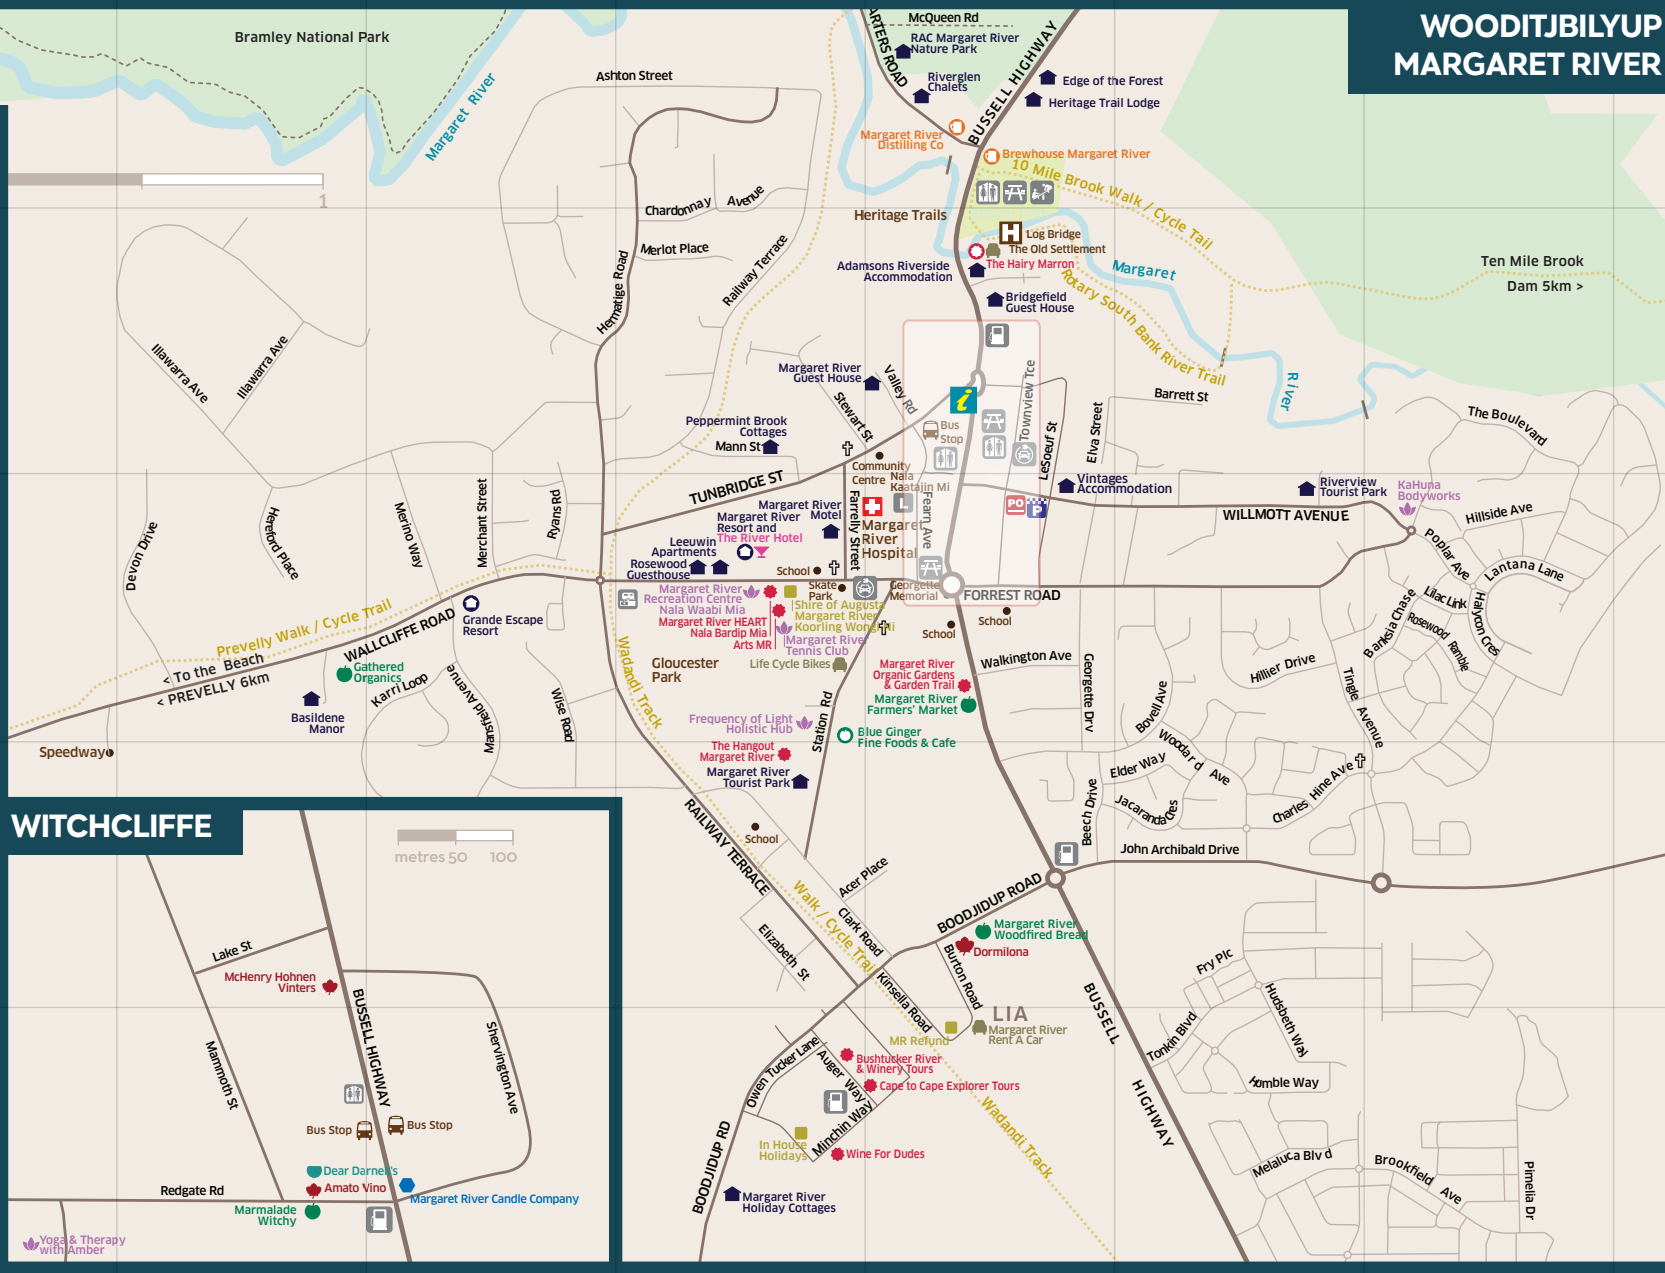 WOODITJBILYUP
MARGARET RIVER
Bramley National Park
Margaret River
1
Ashton Street
McQueen Rd
CARTERS ROAD
RAC Margaret River
Nature Park
Riverglen
Chalets
BUSSELL HIGHWAY
Edge of the Forest
Heritage Trail Lodge
Margaret River
Distilling Co
Brewhouse Margaret River
10 Mile Brook Walk / Cycle Tail
Heritage Trails
H
Log Bridge
The Old Settlement
The Hairy Marron
Adamsons Riverside
Accommodation
Bridgefield
Guest House
Margaret
River
Rotary South Bank River Trail
Ten Mile Brook
Dam 5km >
Chardonnay Avenue
Merlot Place
Hermatige Road
Railway Terrace
Illawarra Ave
Illawarra Ave
Margaret River
Guest House
Valley Rd
Stewart St
Peppermint Brook
Cottages
Mann St
TUNBRIDGE ST
i
Bus
Stop
Townview Tce
LeSoeuf St
Elva Street
Barrett St
The Boulevard
Community
Centre
Nala
Kaatajin Mi
L
PO
P
Vintages
Accommodation
Riverview
Tourist Park
KaHuna
Bodyworks
WILLMOTT AVENUE
Hillside Ave
Poplar Ave
Lantana Lane
Lilac Link
Halyrcon Cres
Banksia Chase
Rosewood Ramble
Devon Drive
Hereford Place
Merino Way
Merchant Street
Ryans Rd
Margaret River
Motel
Margaret River
Resort and
The River Hotel
Leeuwin
Apartments
Rosewood
Guesthouse
Farrelly Street
Fearn Ave
Margaret
River
Hospital
School
Skate
Park
Georgette
Memorial
FORREST ROAD
School
School
Margaret River
Recreation Centre
Nala Waabi Mia
Margaret River HEART
Nala Bardip Mia
Arts MR
Shire of Augusta
Margaret River
Margaret River
Tennis Club
Life Cycle Bikes
Gloucester
Park
Wadandi Track
Prevelly Walk / Cycle Trail
WALLCLIFFE ROAD
< To the Beach
< PREVELLY 6km
Grande Escape
Resort
Gathered
Organics
Karri Loop
Mansfield Avenue
Wise Road
Basildene
Manor
Speedway
Margaret River
Organic Gardens
& Garden Trail
Margaret River
Farmers' Market
Walkington Ave
Georgette Drv
Hillier Drive
Tingle Avenue
Bovell Ave
Woodard Ave
Elder Way
Jacaranda Cres
Charles Hine Ave
Beech Drive
John Archibald Drive
Frequency of Light
Holistic Hub
The Hangout
Margaret River
Margaret River
Tourist Park
Station Rd
Blue Ginger
Fine Foods & Cafe
RAILWAY TERRACE
School
Walk / Cycle Trail
Acer Place
Clark Road
Elizabeth St
BOODJIDUP ROAD
Margaret River
Woodfired Bread
Dormilona
Burton Road
Kinsella Road
LIA
MR Refund
Margaret River
Rent A Car
BUSSELL HIGHWAY
Owen Tucker Lane
Auger Way
Bushtucker River
& Winery Tours
Cape to Cape Explorer Tours
Minchin Way
In House
Holidays
Wine For Dudes
BOODJIDUP RD
Margaret River
Holiday Cottages
Wadandi Track
Fry Plc
Hudsbeth Way
Tonkin Blvd
Humble Way
Melaluca Blvd
Brookfield Ave
Pimelia Dr
WITCHCLIFFE
metres 50 100
Lake St
McHenry Hohnen
Vinters
BUSSELL HIGHWAY
Shervington Ave
Mammoth St
Bus Stop
Bus Stop
Dear Darner's
Amato Vino
Margaret River Candle Company
Redgate Rd
Marmalade
Witchy
Yoga & Therapy
with Amber